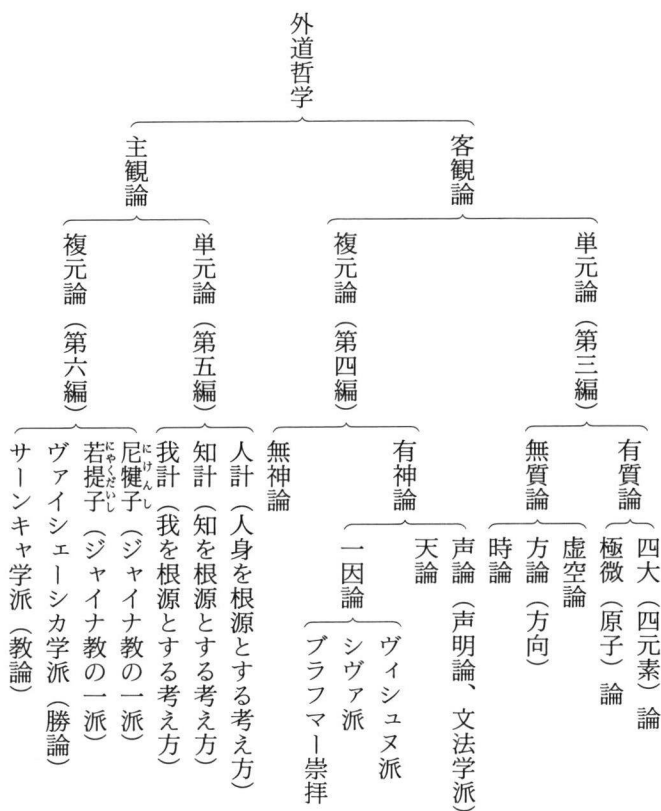 外道哲学
客観論
単元論（第三編）
有質論
四大（四元素）論
極微（原子）論
無質論
虚空論
方論（方向）
時論
複元論（第四編）
有神論
声論（声明論、文法学派）
天論
一因論
ヴィシュヌ派
シヴァ派
ブラフマー崇拝
無神論
主観論
単元論（第五編）
人計（人身を根源とする考え方）
知計（知を根源とする考え方）
我計（我を根源とする考え方）
複元論（第六編）
尼犍子（ジャイナ教の一派）
にけんし
若提子（ジャイナ教の一派）
にゃくだいし
ヴァイシェーシカ学派（勝論）
サーンキャ学派（教論）